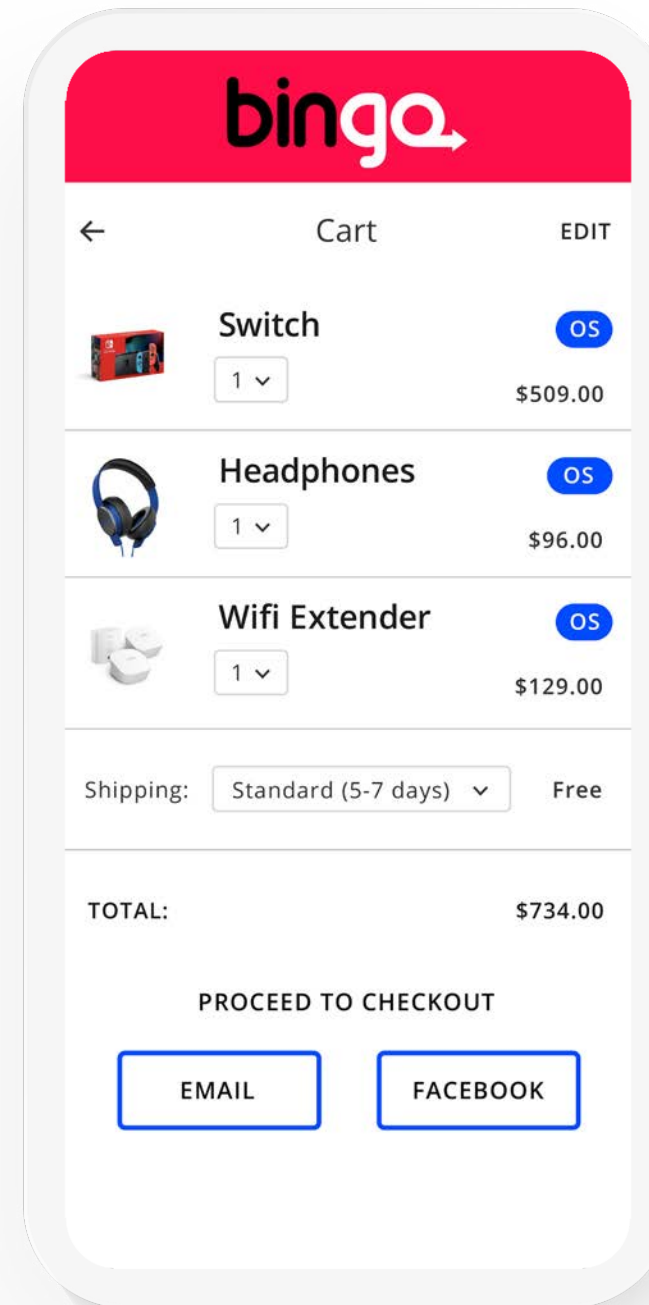 bingo
Cart EDIT
Switch OS
1
$509.00
Headphones OS
1
$96.00
Wifi Extender OS
1
$129.00
Shipping: Standard (5-7 days) Free
TOTAL: $734.00
PROCEED TO CHECKOUT
EMAIL FACEBOOK